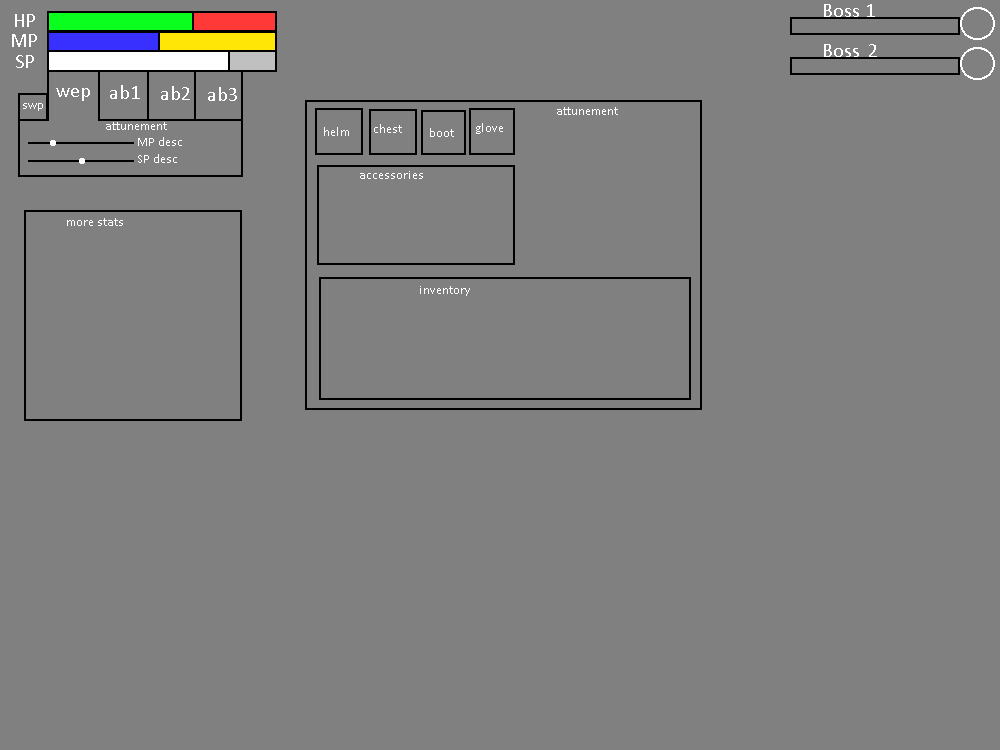 HP
MP
SP
wep ab1 ab2 ab3
swp
attunement
MP desc
SP desc
more stats
helm chest boot glove
attunement
accessories
inventory
Boss 1
Boss 2